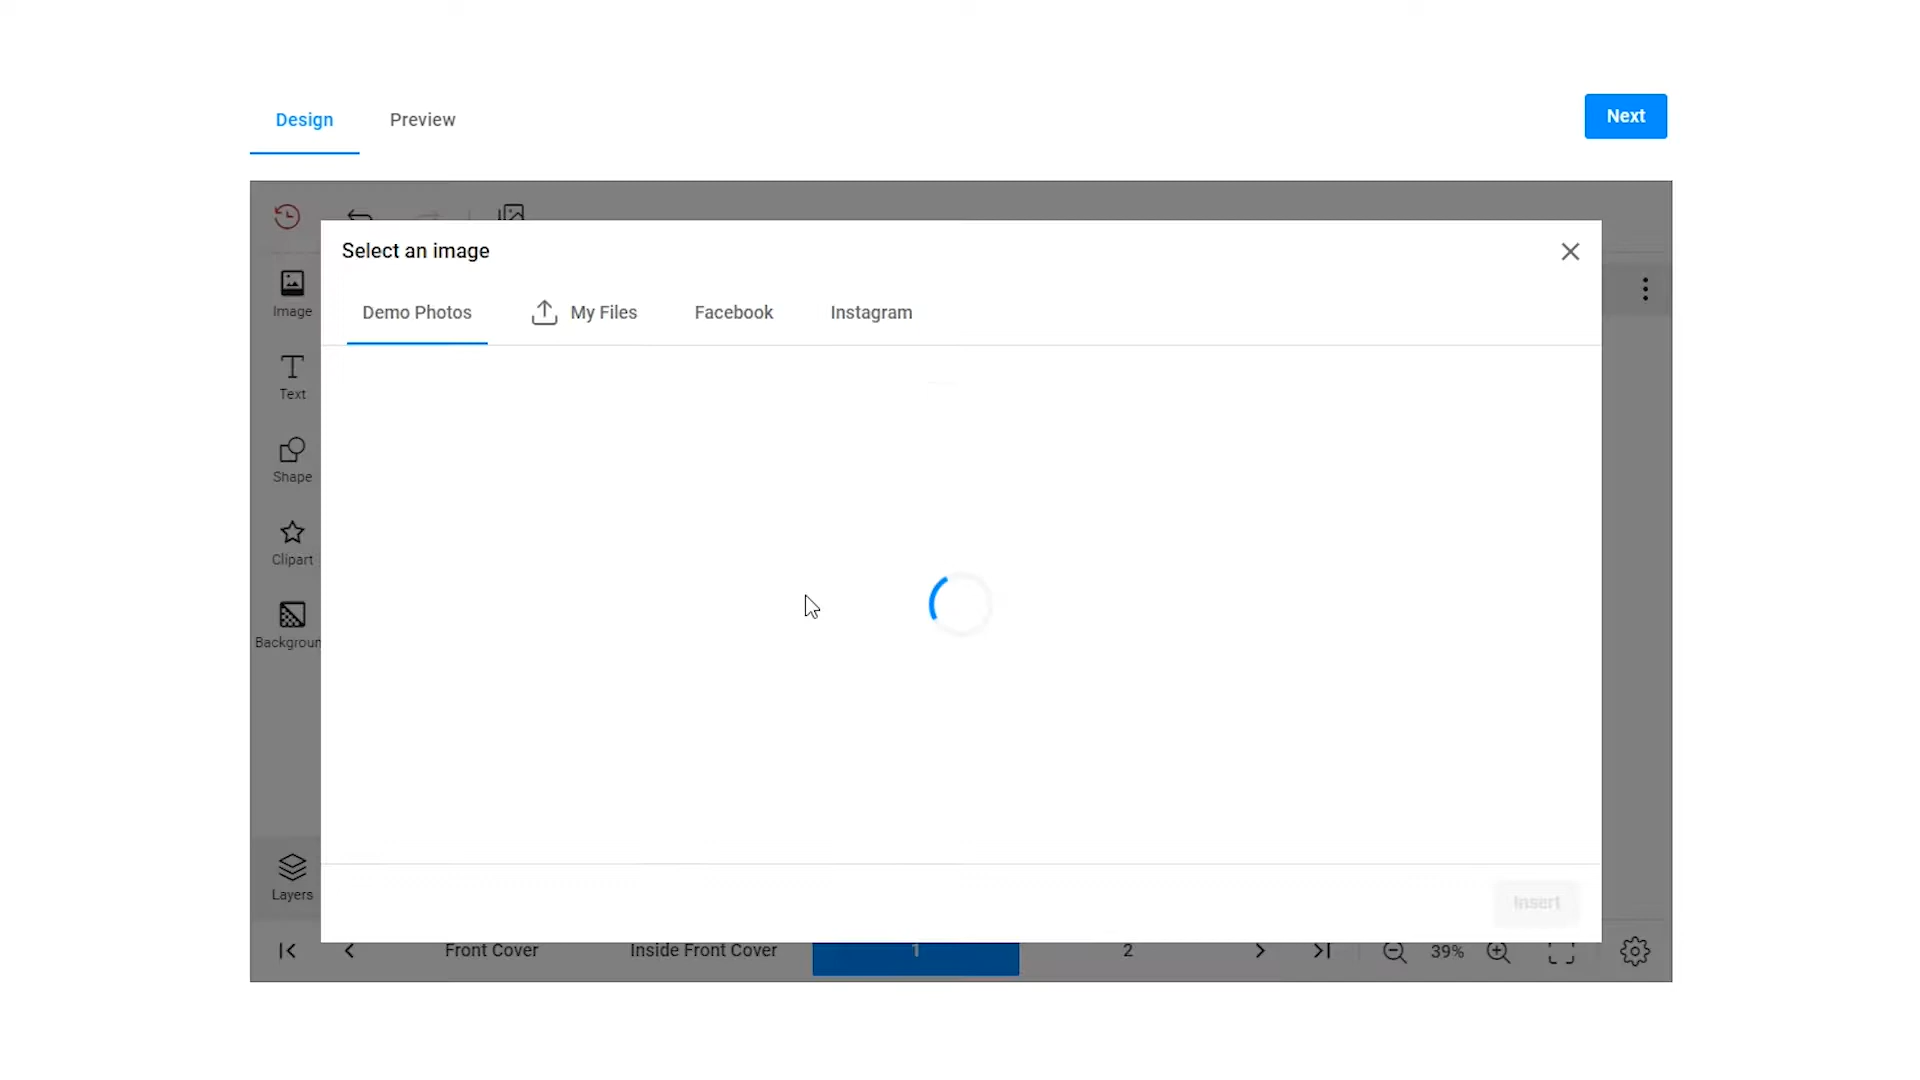 Design
Preview
Next
Select an image
Demo Photos
My Files
Facebook
Instagram
Image
Text
Shape
Clipart
Backgroun
Layers
Insert
Front Cover
Inside Front Cover
1
2
39%